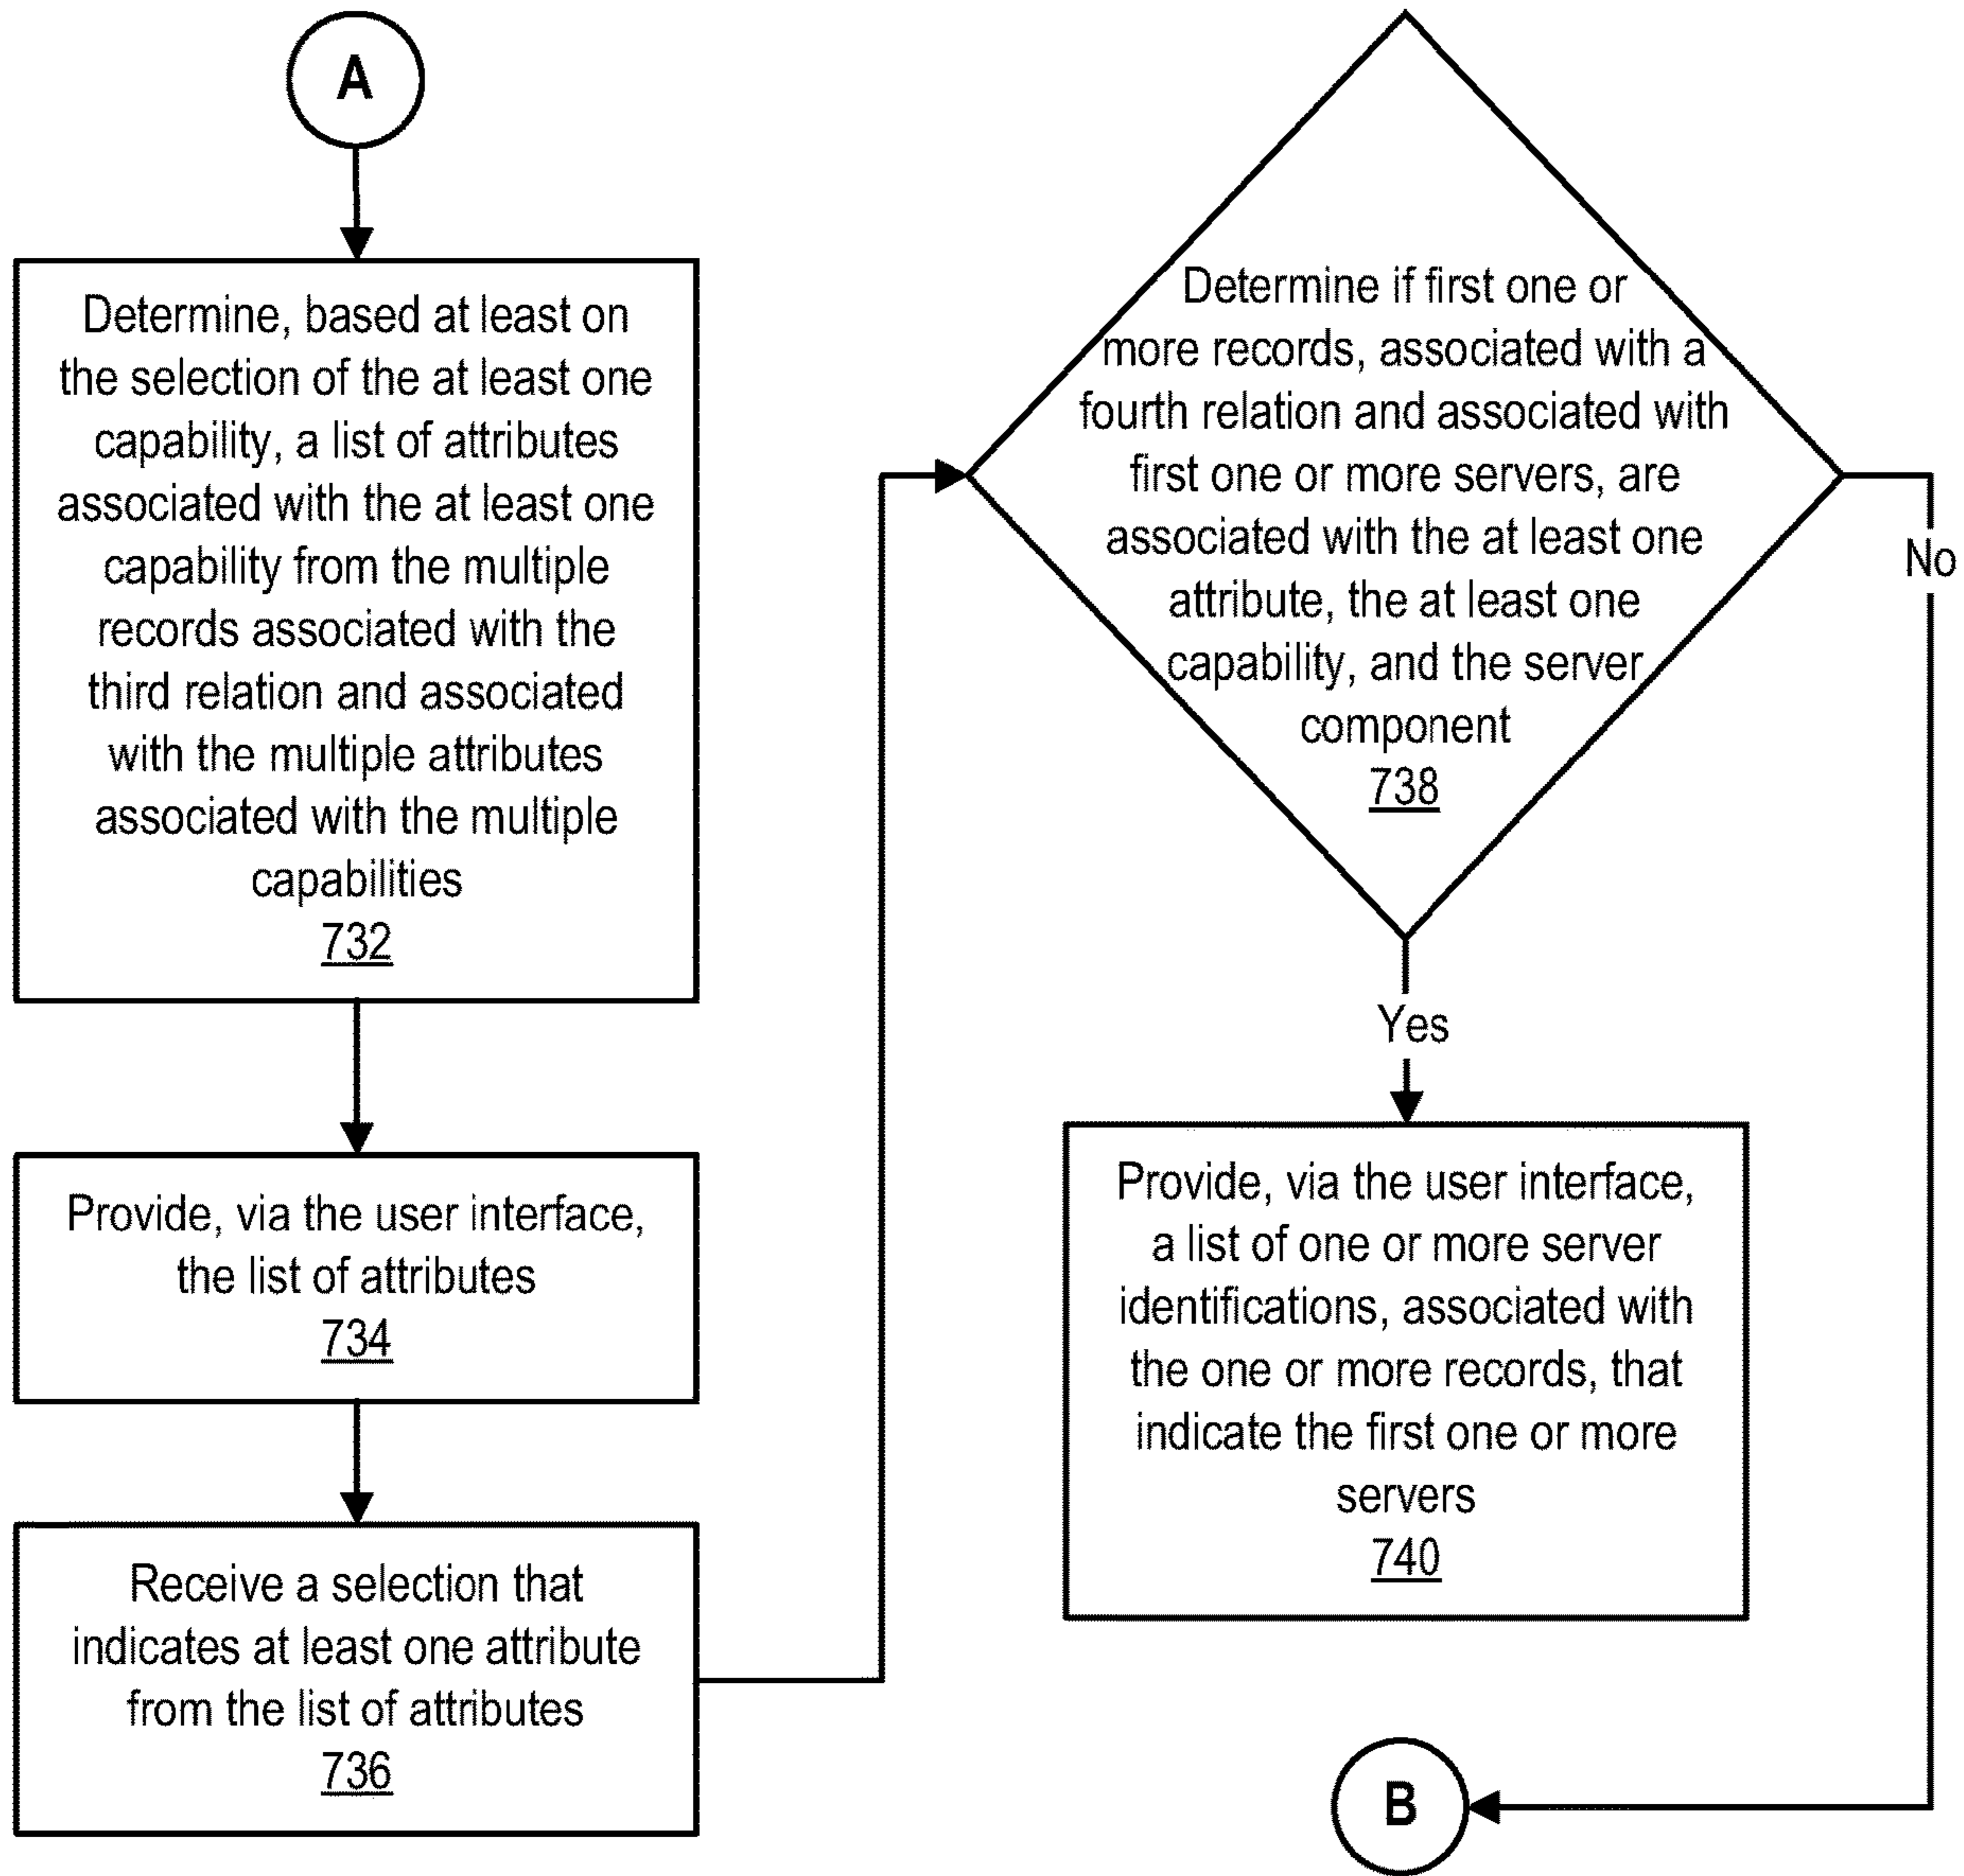 A
Determine, based at least on
the selection of the at least one
capability, a list of attributes
associated with the at least one
capability from the multiple
records associated with the
third relation and associated
with the multiple attributes
associated with the multiple
capabilities
732
Provide, via the user interface,
the list of attributes
734
Receive a selection that
indicates at least one attribute
from the list of attributes
736
Determine if first one or
more records, associated with a
fourth relation and associated with
first one or more servers, are
associated with the at least one
attribute, the at least one
capability, and the server
component
738
No
Yes
Provide, via the user interface,
a list of one or more server
identifications, associated with
the one or more records, that
indicate the first one or more
servers
740
B